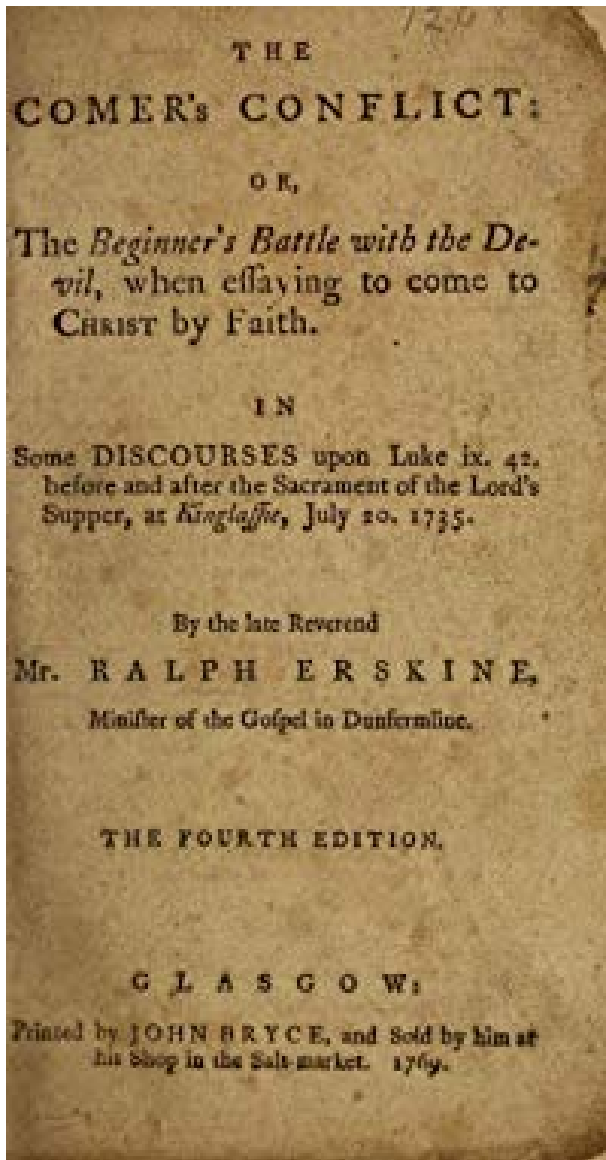 THE
COMER's CONFLICT:
OR,
The Beginner's Battle with the De-
vil, when eſſaying to come to
CHRIST by Faith.
IN
Some DISCOURSES upon Luke ix. 42.
before and after the Sacrament of the Lord's
Supper, at Kinglaſſie, July 20. 1735.
By the late Reverend
Mr. RALPH ERSKINE,
Miniſter of the Goſpel in Dunfermline.
THE FOURTH EDITION.
GLASGOW:
Printed by JOHN BRYCE, and Sold by him at
his Shop in the Salt-market. 1769.